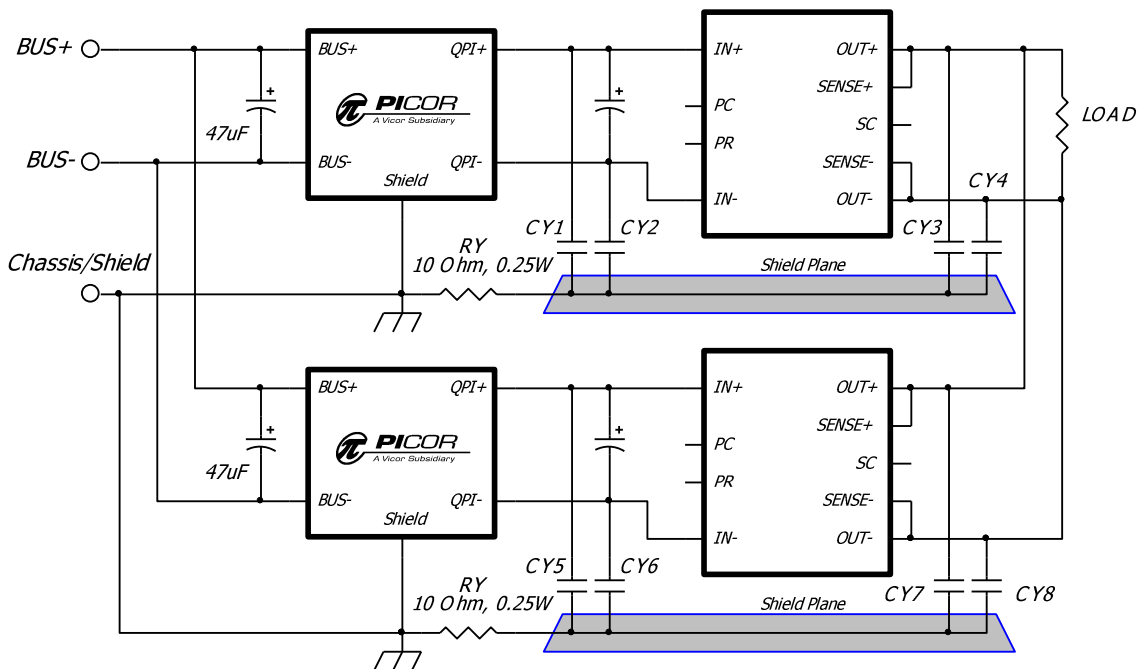 BUS+
BUS-
Chassis/Shield
47uF
+
BUS+
QPI+
PICOR
A Vicor Subsidiary
BUS-
QPI-
Shield
+
IN+
OUT+
SENSE+
PC
SC
PR
SENSE-
IN-
OUT-
LOAD
CY1
CY2
CY3
CY4
RY
10 Ohm, 0.25W
Shield Plane
47uF
+
BUS+
QPI+
PICOR
A Vicor Subsidiary
BUS-
QPI-
Shield
+
IN+
OUT+
SENSE+
PC
SC
PR
SENSE-
IN-
OUT-
CY5
CY6
CY7
CY8
RY
10 Ohm, 0.25W
Shield Plane